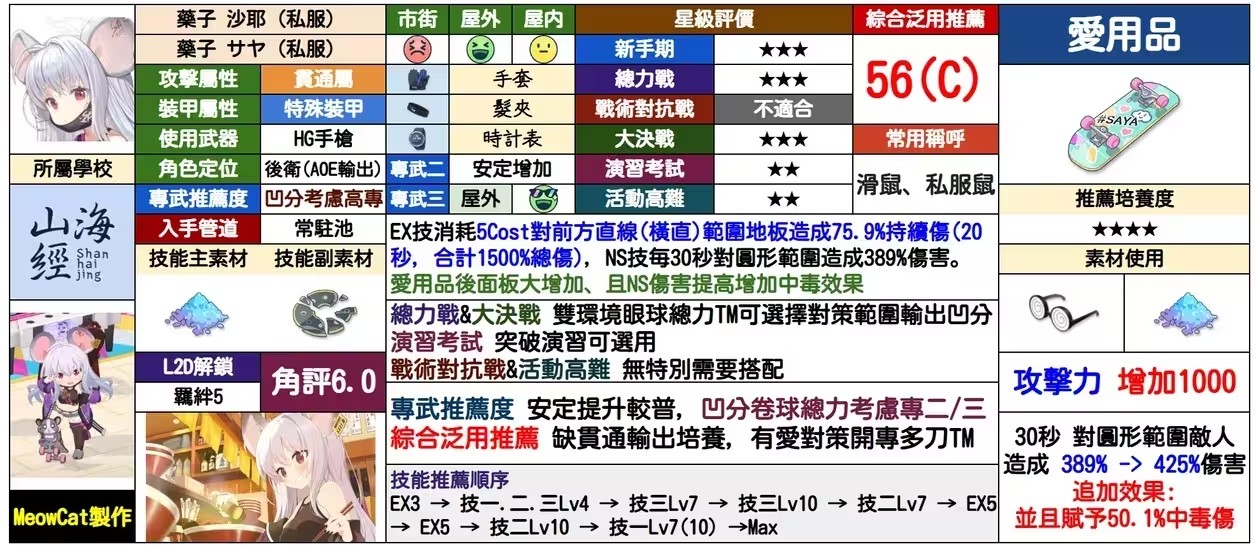 藥子 沙耶 (私服)
藥子 サヤ (私服)
攻擊屬性 貫通屬
裝甲屬性 特殊裝甲
使用武器 HG手槍
所屬學校
角色定位 後衛(AOE輸出)
專武推薦度 凹分考慮高專
入手管道 常駐池
山海
經
Shan
hai
jing
技能主素材 技能副素材
L2D解鎖
羈絆5
角評6.0
MeowCat製作
市街 屋外 屋内
手套
髮夾
時計表
專武二 安定增加
專武三 屋外
星級評價
新手期 ★★★
總力戰 ★★★
戰術對抗戰 不適合
大決戰 ★★★
演習考試 ★★
活動高難 ★★
綜合泛用推薦
56(C)
常用稱呼
滑鼠、私服鼠
EX技消耗5Cost對前方直線(橫直)範圍地板造成75.9%持續傷(20
秒, 合計1500%總傷), NS技每30秒對圓形範圍造成389%傷害。
愛用品後面板大增加、且NS傷害提高增加中毒效果
總力戰&大決戰 雙環境眼球總力TM可選擇對策範圍輸出凹分
演習考試 突破演習可選用
戰術對抗戰&活動高難 無特別需要搭配
專武推薦度 安定提升較普, 凹分卷球總力考慮專二/三
綜合泛用推薦 缺貫通輸出培養, 有愛對策開專多刀TM
技能推薦順序
EX3 → 技一.二.三Lv4 → 技三Lv7 → 技三Lv10 → 技二Lv7 → EX5
→ EX5 → 技二Lv10 → 技一Lv7(10) →Max
愛用品
#SAYA
推薦培養度
★★★★
素材使用
攻擊力 增加1000
30秒 對圓形範圍敵人
造成 389% -> 425%傷害
追加效果:
並且賦予50.1%中毒傷